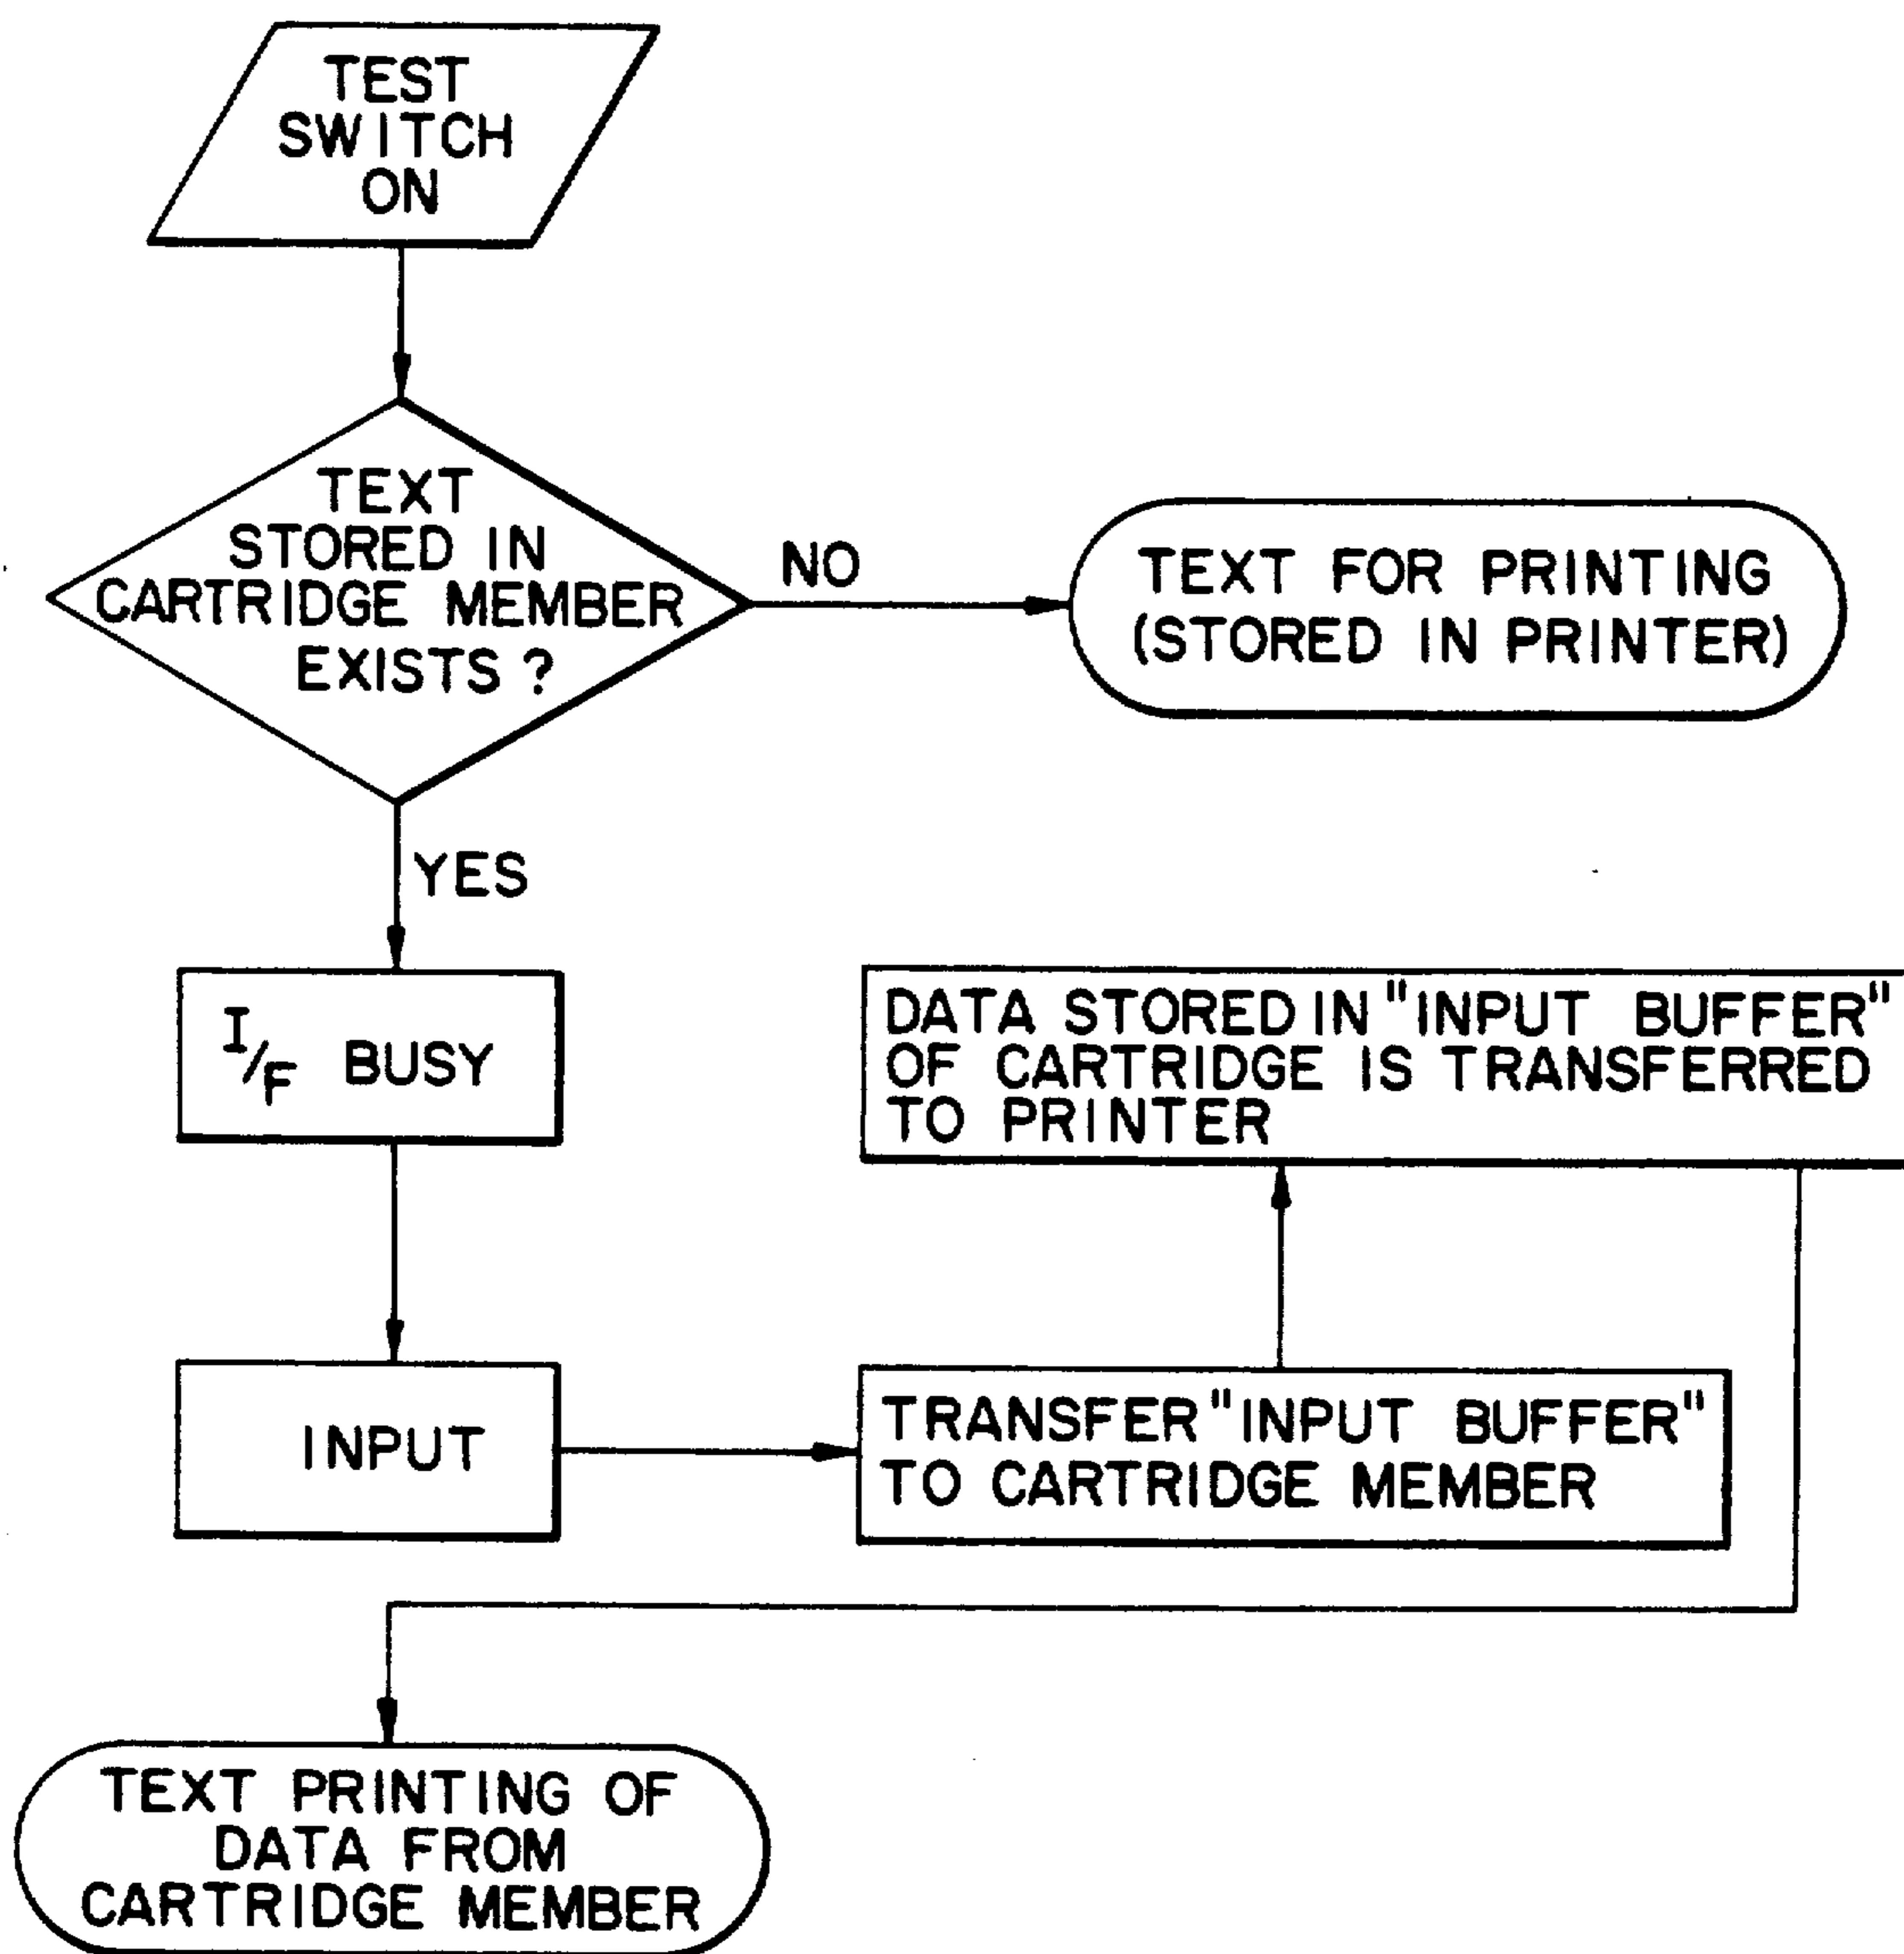 TEST
SWITCH
ON
TEXT
STORED IN
CARTRIDGE MEMBER
EXISTS ?
NO
TEXT FOR PRINTING
(STORED IN PRINTER)
YES
I/F BUSY
DATA STORED IN "INPUT BUFFER"
OF CARTRIDGE IS TRANSFERRED
TO PRINTER
INPUT
TRANSFER "INPUT BUFFER"
TO CARTRIDGE MEMBER
TEXT PRINTING OF
DATA FROM
CARTRIDGE MEMBER